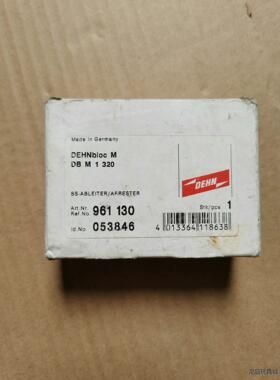 Made in Germany
DEHNbloc M
DB M 1 320
DEHN
BS-ABLEITER/ARRESTER
Art.Nr.
Ref.No. 961 130
Stk/pcs 1
Id.No. 053846
4 013364 118638